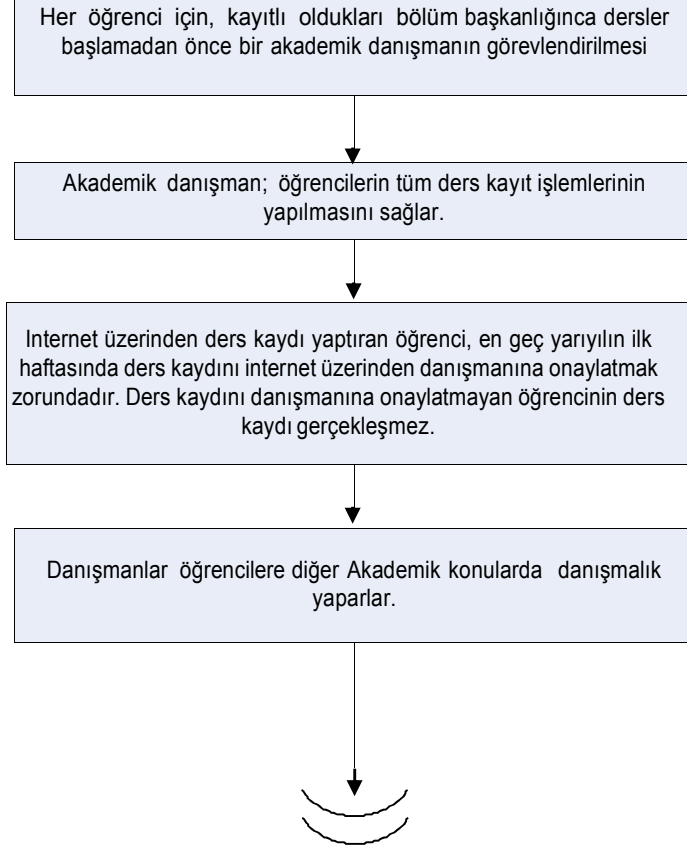 Her öğrenci için, kayıtlı oldukları bölüm başkanlığınca dersler
başlamadan önce bir akademik danışmanın görevlendirilmesi
Akademik danışman; öğrencilerin tüm ders kayıt işlemlerinin
yapılmasını sağlar.
Internet üzerinden ders kaydı yaptıran öğrenci, en geç yarıyılın ilk
haftasında ders kaydını internet üzerinden danışmanına onaylatmak
zorundadır. Ders kaydını danışmanına onaylatmayan öğrencinin ders
kaydı gerçekleşmez.
Danışmanlar öğrencilere diğer Akademik konularda danışmalık
yaparlar.